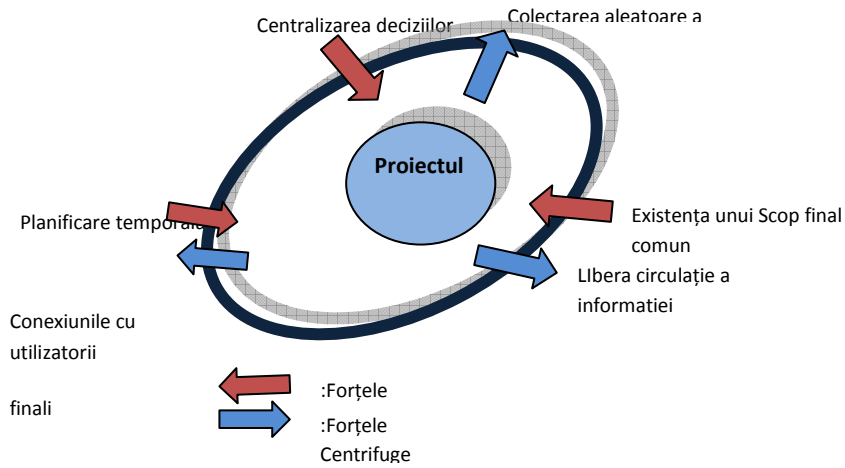 Centralizarea deciziilor
Colectarea aleatoare a
Proiectul
Planificare temporala
Existența unui Scop final
comun
LIbera circulație a
informatiei
Conexiunile cu
utilizatorii
finali
:Forțele
:Forțele
Centrifuge